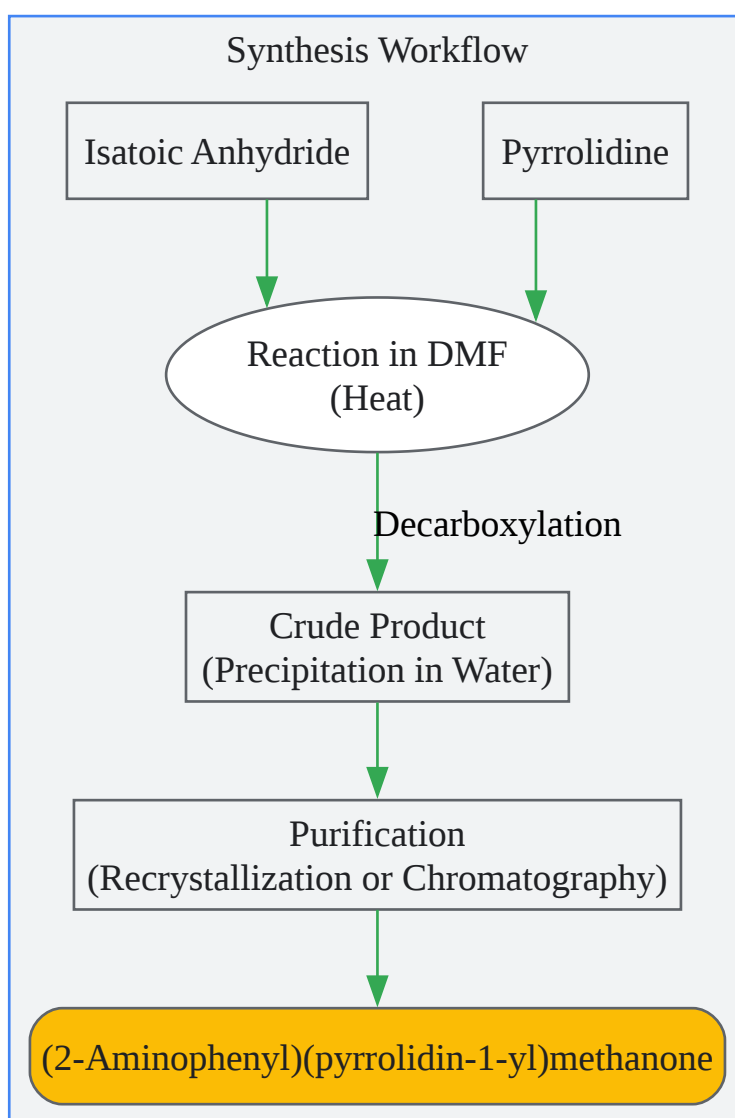 Synthesis Workflow
Isatoic Anhydride
Pyrrolidine
Reaction in DMF
(Heat)
Decarboxylation
Crude Product
(Precipitation in Water)
Purification
(Recrystallization or Chromatography)
(2-Aminophenyl)(pyrrolidin-1-yl)methanone